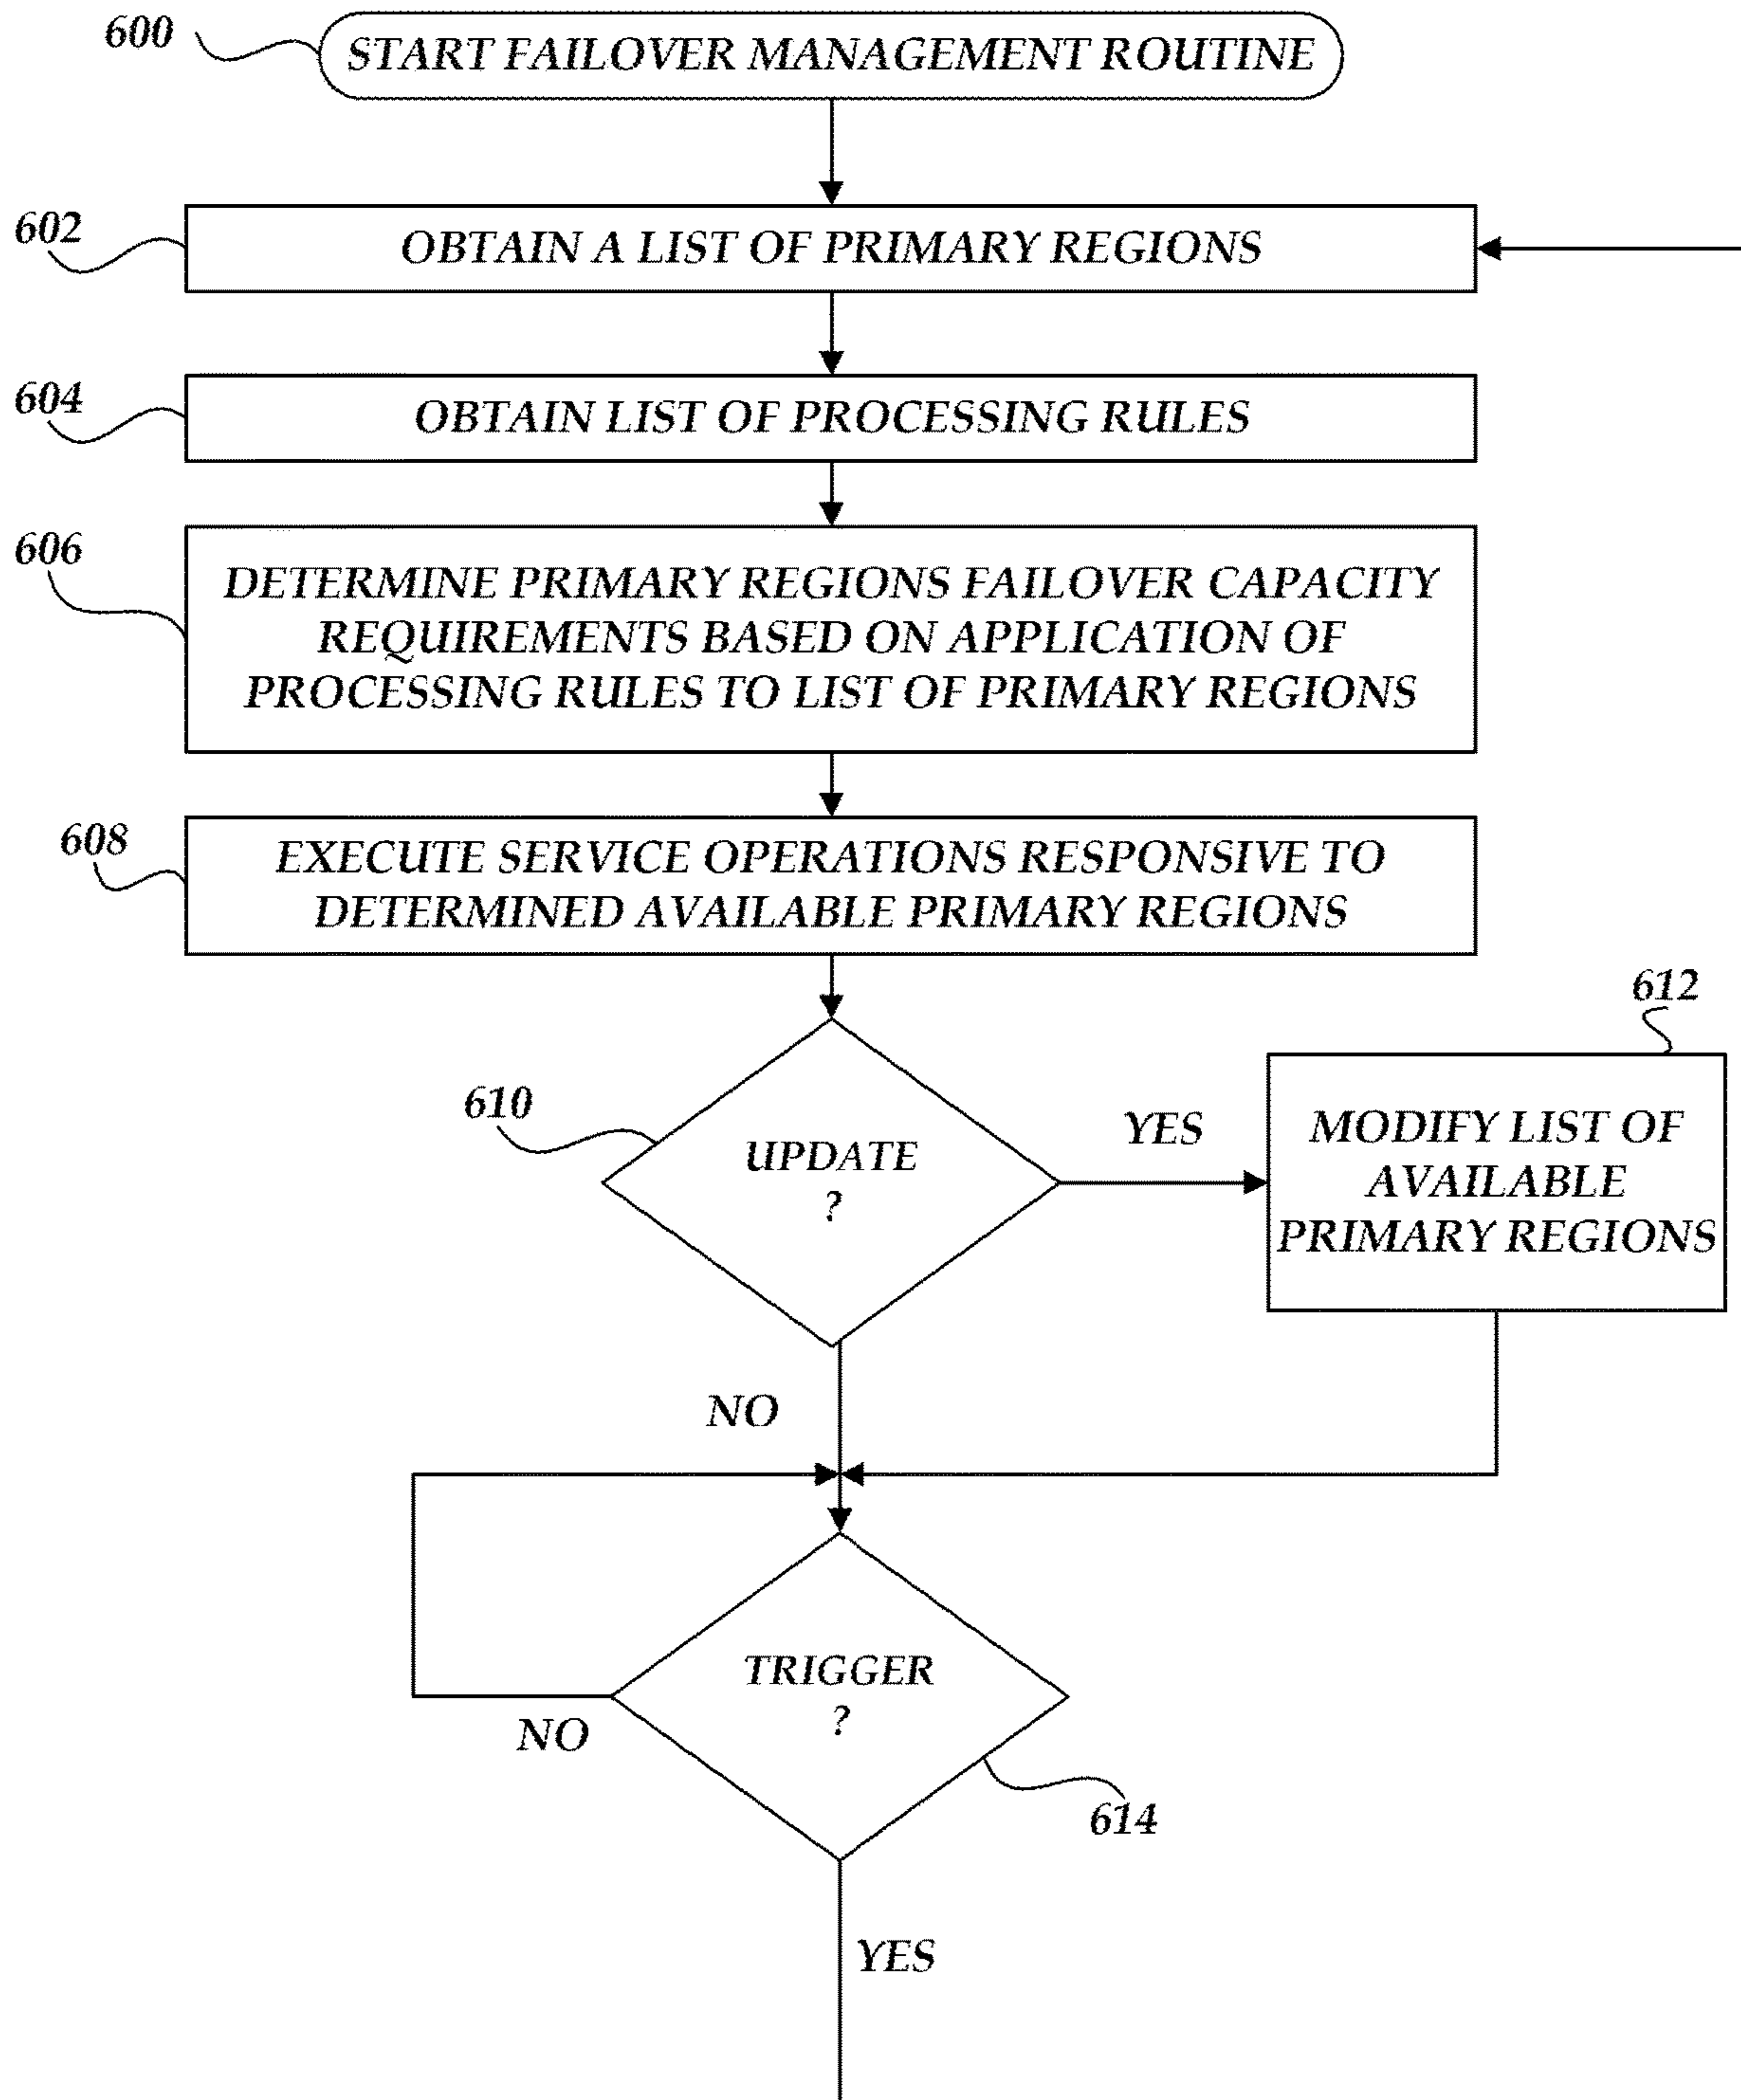 600
START FAILOVER MANAGEMENT ROUTINE
602
OBTAIN A LIST OF PRIMARY REGIONS
604
OBTAIN LIST OF PROCESSING RULES
606
DETERMINE PRIMARY REGIONS FAILOVER CAPACITY
REQUIREMENTS BASED ON APPLICATION OF
PROCESSING RULES TO LIST OF PRIMARY REGIONS
608
EXECUTE SERVICE OPERATIONS RESPONSIVE TO
DETERMINED AVAILABLE PRIMARY REGIONS
610
UPDATE
?
YES
612
MODIFY LIST OF
AVAILABLE
PRIMARY REGIONS
NO
TRIGGER
?
NO
614
YES